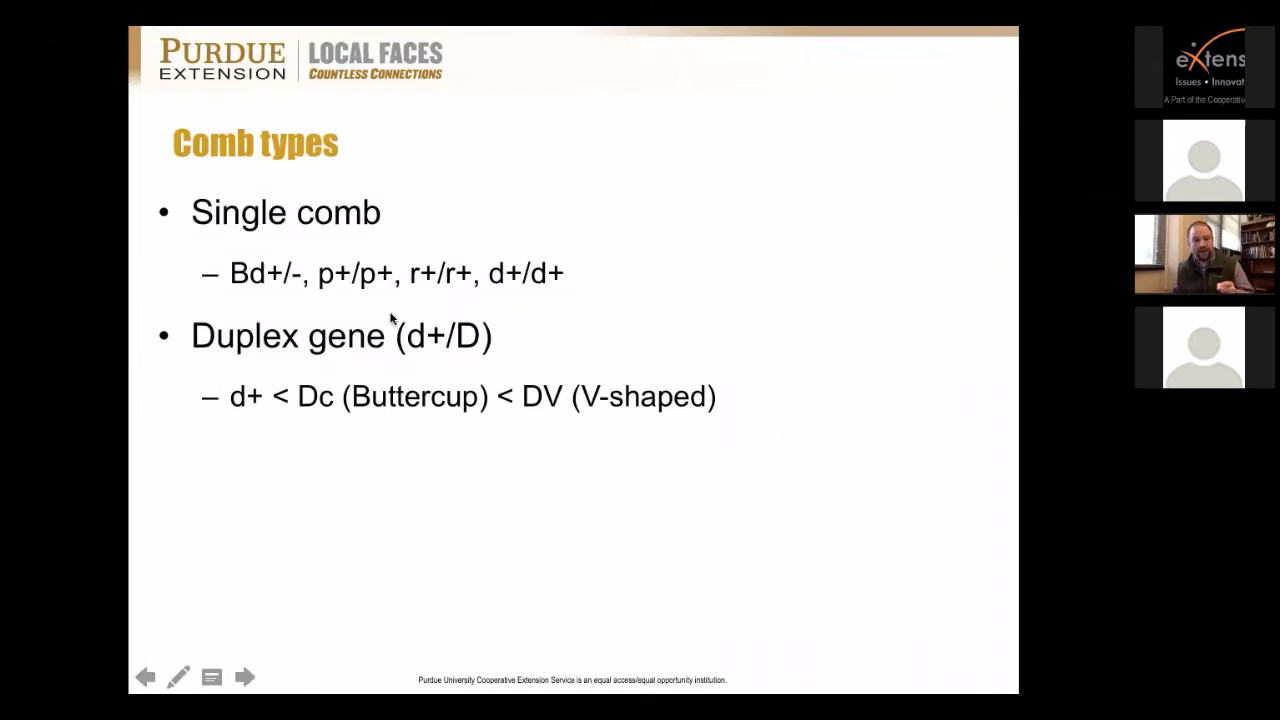 PURDUE
EXTENSION
LOCAL FACES
COUNTLESS CONNECTIONS
Comb types
• Single comb
– Bd+/-, p+/p+, r+/r+, d+/d+
• Duplex gene (d+/D)
– d+ < Dc (Buttercup) < DV (V-shaped)
Purdue University Cooperative Extension Service is an equal access/equal opportunity institution.
eXtens
Issues • Innovat
A Part of the Cooperativ